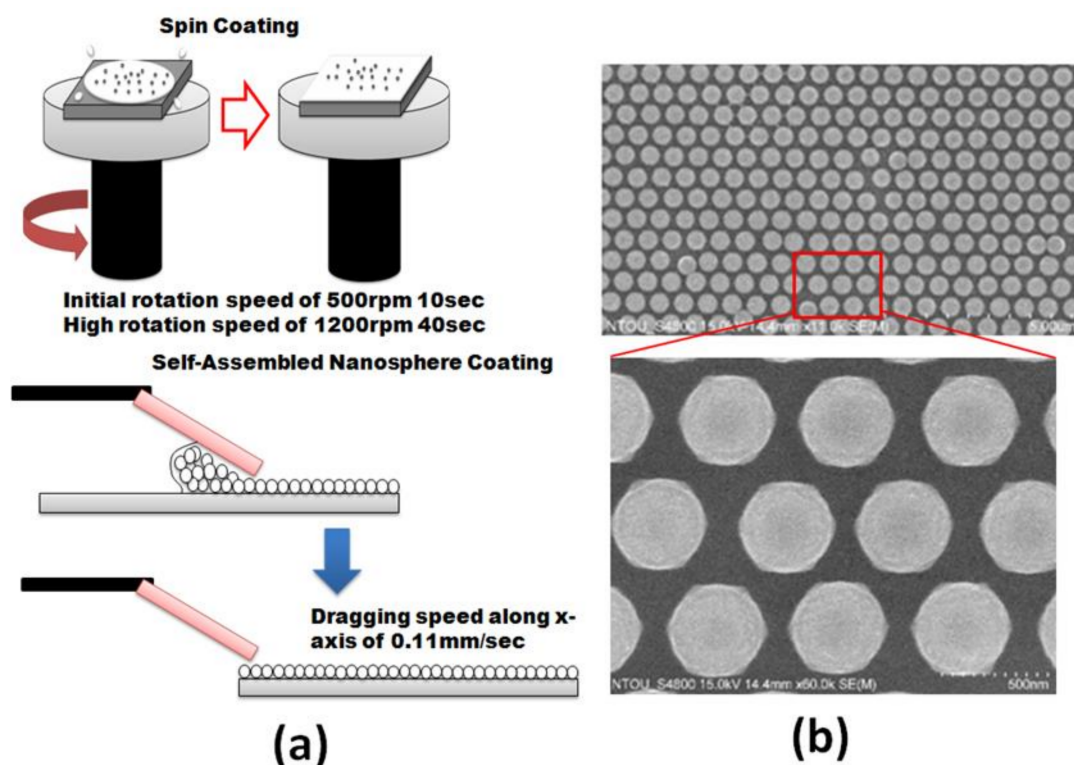 Spin Coating
Initial rotation speed of 500rpm 10sec
High rotation speed of 1200rpm 40sec
Self-Assembled Nanosphere Coating
Dragging speed along x-
axis of 0.11mm/sec
(a)
NTOU_S4800 15.0kV 14.4mm x11.0k SE(M)
5.00um
NTOU_S4800 15.0kV 14.4mm x60.0k SE(M)
500nm
(b)